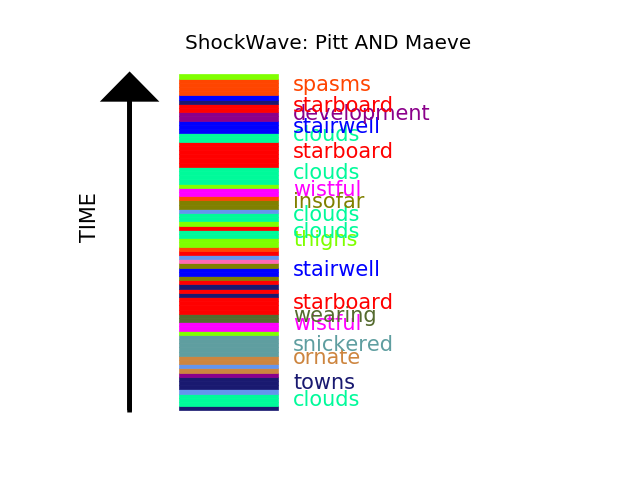 ShockWave: Pitt AND Maeve
spasms
starboard
development
stairwell
clouds
starboard
clouds
wistful
insofar
clouds
clouds
thighs
stairwell
starboard
wearing
wistful
snickered
ornate
towns
clouds
TIME